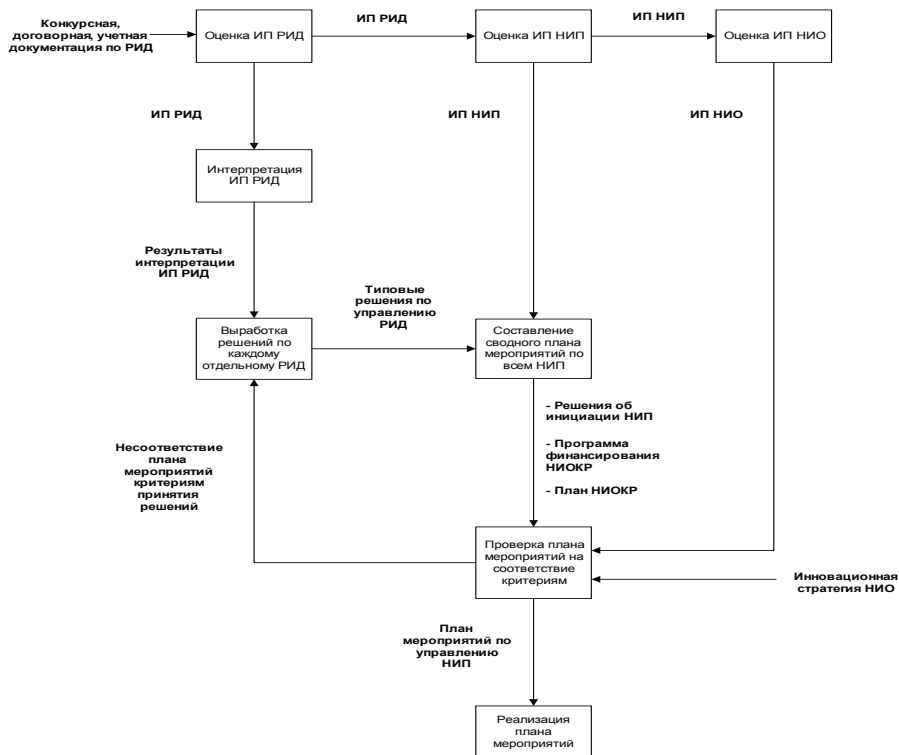 Конкурсная,
договорная, учетная
документация по РИД
Оценка ИП РИД
ИП РИД
Оценка ИП НИП
ИП НИП
Оценка ИП НИО
ИП РИД
ИП НИП
ИП НИО
Интерпретация
ИП РИД
Результаты
интерпретации
ИП РИД
Типовые
решения по
управлению
РИД
Выработка
решений по
каждому
отдельному РИД
Составление
сводного плана
мероприятий по
всем НИП
- Решения об
инициации НИП
- Программа
финансирования
НИОКР
- План НИОКР
Несоответствие
плана
мероприятий
критериям
принятия
решений
Проверка плана
мероприятий на
соответствие
критериям
Инновационная
стратегия НИО
План
мероприятий по
управлению
НИП
Реализация
плана
мероприятий